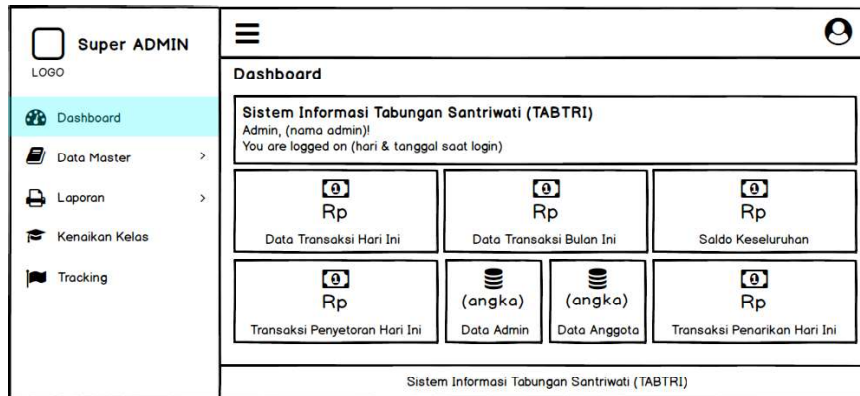 Super ADMIN
LOGO
Dashboard
Data Master >
Laporan >
Kenaikan Kelas
Tracking
Dashboard
Sistem Informasi Tabungan Santriwati (TABTRI)
Admin, (nama admin)!
You are logged on (hari & tanggal saat login)
Rp
Data Transaksi Hari Ini
Rp
Data Transaksi Bulan Ini
Rp
Saldo Keseluruhan
Rp
Transaksi Penyetoran Hari Ini
(angka)
Data Admin
(angka)
Data Anggota
Rp
Transaksi Penarikan Hari Ini
Sistem Informasi Tabungan Santriwati (TABTRI)